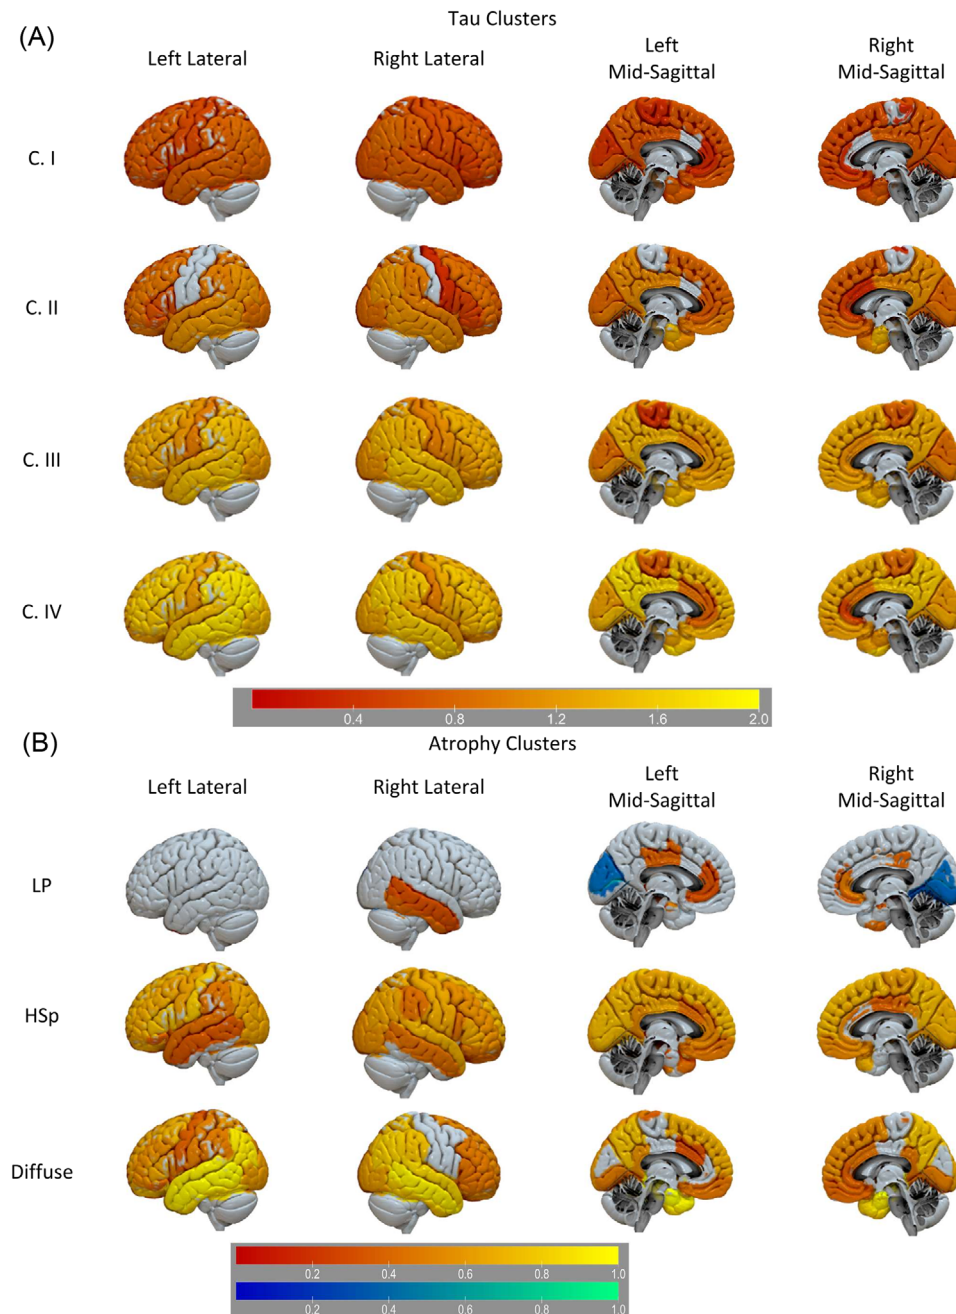 (A)
Tau Clusters
Left Lateral
Right Lateral
Left
Mid-Sagittal
Right
Mid-Sagittal
C. I
C. II
C. III
C. IV
0.4 0.8 1.2 1.6 2.0
(B)
Atrophy Clusters
Left Lateral
Right Lateral
Left
Mid-Sagittal
Right
Mid-Sagittal
LP
HSp
Diffuse
0.2 0.4 0.6 0.8 1.0
0.2 0.4 0.6 0.8 1.0